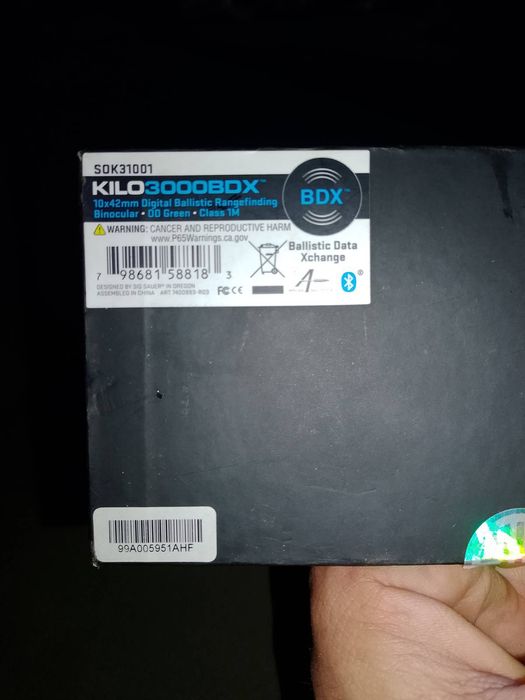 SOK31001
KILO3000BDX™
10x42mm Digital Ballistic Rangefinding
Binocular • OD Green • Class 1M
BDX™
WARNING: CANCER AND REPRODUCTIVE HARM
www.P65Warnings.ca.gov
Ballistic Data
Xchange
7 98681 58818 3
DESIGNED BY SIG SAUER® IN OREGON
ASSEMBLED IN CHINA
FC CE
®
99A005951AHF